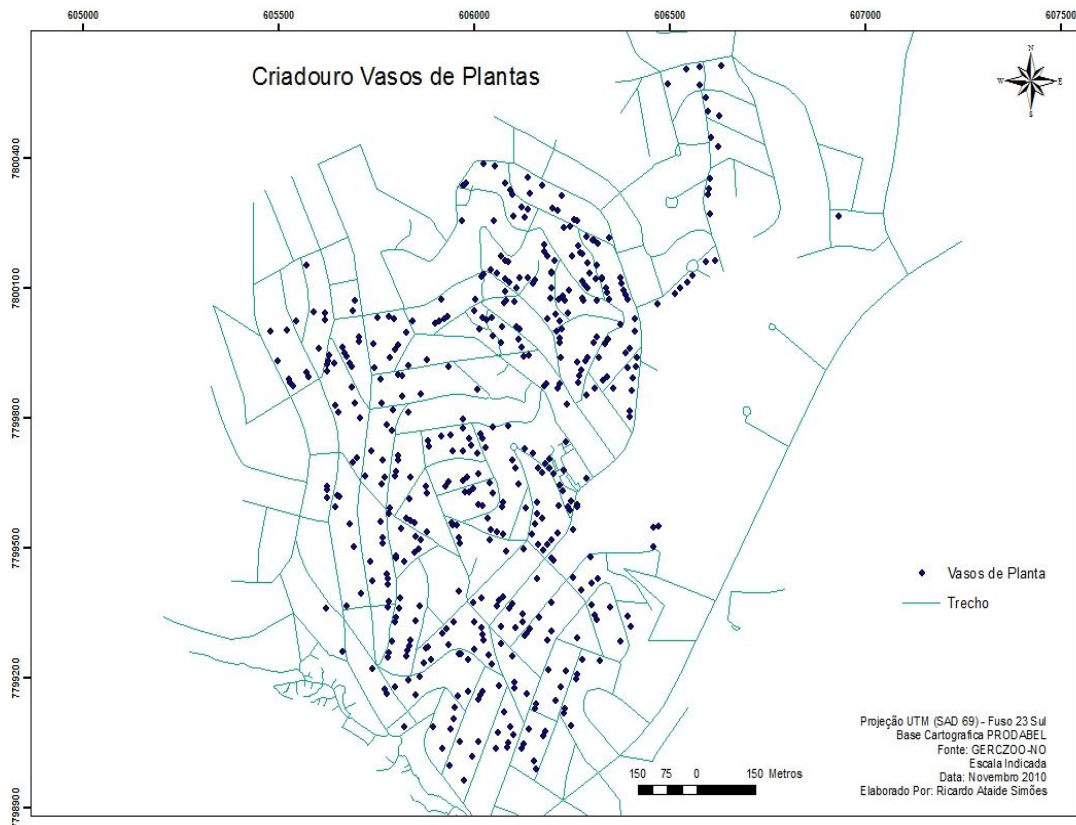 605000
605500
606000
606500
607000
607500
Criadouro Vasos de Plantas
N
W
E
S
7800400
7800100
7799800
7799500
7799200
7798900
Vasos de Planta
Trecho
Projeção UTM (SAD 69) - Fuso 23 Sul
Base Cartografica PRODABEL
Fonte: GERCZOO-NO
Escala Indicada
Data: Novembro 2010
Elaborado Por: Ricardo Ataide Simões
150 75 0 150 Metros